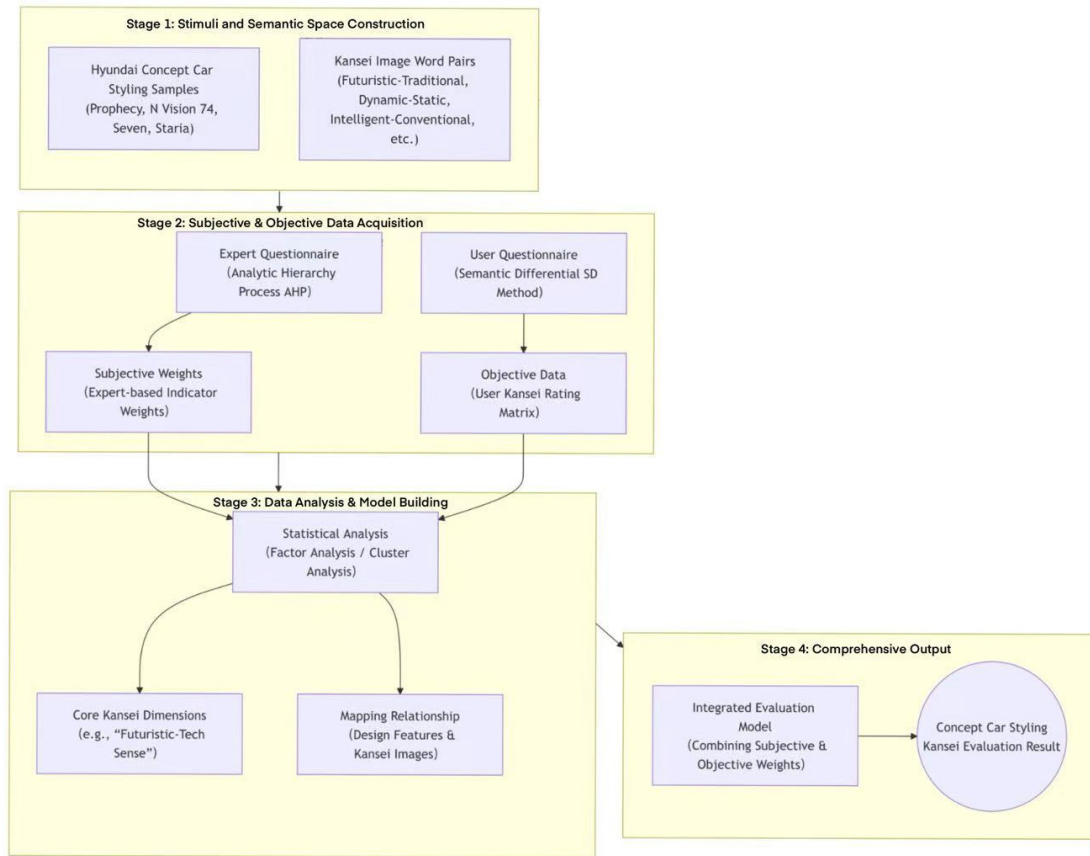 Stage 1: Stimuli and Semantic Space Construction
Hyundai Concept Car
Styling Samples
(Prophecy, N Vision 74,
Seven, Staria)
Kansei Image Word Pairs
(Futuristic-Traditional,
Dynamic-Static,
Intelligent-Conventional,
etc.)
Stage 2: Subjective & Objective Data Acquisition
Expert Questionnaire
(Analytic Hierarchy
Process AHP)
User Questionnaire
(Semantic Differential SD
Method)
Subjective Weights
(Expert-based Indicator
Weights)
Objective Data
(User Kansei Rating
Matrix)
Stage 3: Data Analysis & Model Building
Statistical Analysis
(Factor Analysis / Cluster
Analysis)
Core Kansei Dimensions
(e.g., “Futuristic-Tech
Sense”)
Mapping Relationship
(Design Features &
Kansei Images)
Stage 4: Comprehensive Output
Integrated Evaluation
Model
(Combining Subjective &
Objective Weights)
Concept Car Styling
Kansei Evaluation Result